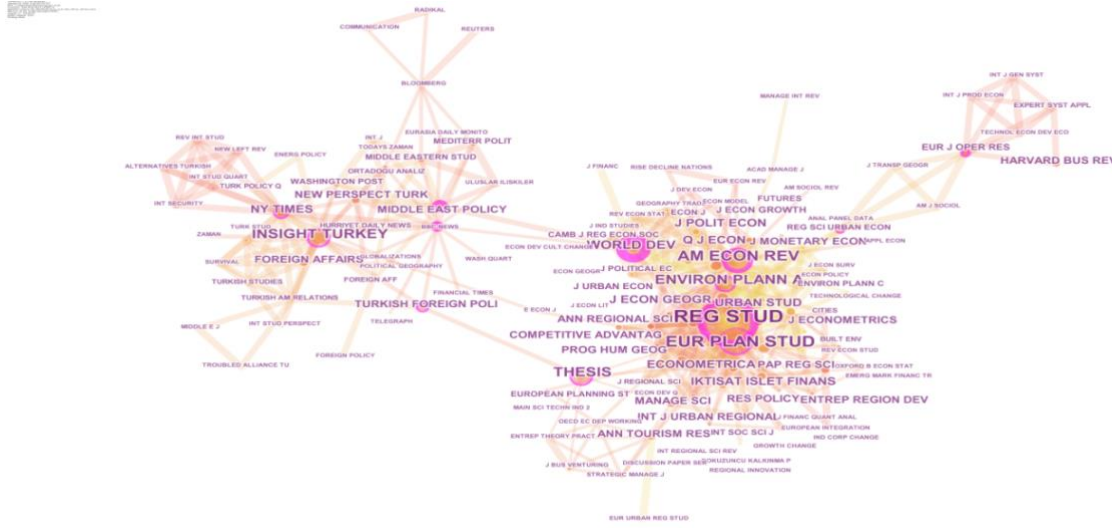 RADIKAL
COMMUNICATION
REUTERS
BLOOMBERG
INT J GEN SYST
MANAGE INT REV
INT J PROD ECON
EXPERT SYST APPL
TECHNOL ECON DEV ECO
EUR J OPER RES
HARVARD BUS REV
J TRANSP GEOGR
AM J SOCIOL
REV INT STUD
NEW LEFT REV
ENERG POLICY
INT J
EURASIA DAILY MONITO
TODAYS ZAMAN
MEDITERR POLIT
MIDDLE EASTERN STUD
ALTERNATIVES TURKISH
INT STUD QUART
ORTADOGU ANALIZ
TURK POLICY Q
WASHINGTON POST
ULUSLAR ILISKILER
INT SECURITY
NEW PERSPECT TURK
NY TIMES
MIDDLE EAST POLICY
TURK STUD
HURRIYET DAILY NEWS
BBC NEWS
ZAMAN
INSIGHT TURKEY
WASH QUART
SURVIVAL
FOREIGN AFFAIRS
GLOBALIZATIONS
POLITICAL GEOGRAPHY
TURKISH STUDIES
FOREIGN AFF
TURKISH AM RELATIONS
FINANCIAL TIMES
TURKISH FOREIGN POLI
INT STUD PERSPECT
TELEGRAPH
MIDDLE E J
FOREIGN POLICY
TROUBLED ALLIANCE TU
J FINANC
RISE DECLINE NATIONS
ACAD MANAGE J
EUR ECON REV
J DEV ECON
AM SOCIOL REV
GEOGRAPHY TRADE
ECON MODEL
FUTURES
REV ECON STAT
ECON J
J ECON GROWTH
ANAL PANEL DATA
J IND STUDIES
J POLIT ECON
REG SCI URBAN ECON
CAMB J REG ECON SOC
ECON DEV CULT CHANGE
WORLD DEV
Q J ECON
J MONETARY ECON
APPL ECON
AM ECON REV
J ECON SURV
ECON GEOGR
J POLITICAL EC
ENVIRON PLANN A
ECON POLICY
ENVIRON PLANN C
J URBAN ECON
TECHNOLOGICAL CHANGE
J ECON LIT
J ECON GEOGR
URBAN STUD
E ECON J
CITIES
ANN REGIONAL SCI
REG STUD
J ECONOMETRICS
COMPETITIVE ADVANTAG
EUR PLAN STUD
BUILT ENV
PROG HUM GEOG
REV ECON STUD
ECONOMETRICA
PAP REG SCI
OXFORD B ECON STAT
THESIS
EMERG MARK FINANC TR
J REGIONAL SCI
IKTISAT ISLET FINANS
EUROPEAN PLANNING ST
ECON DEV Q
MANAGE SCI
RES POLICY
ENTREP REGION DEV
MAIN SCI TECHN IND 2
INT J URBAN REGIONAL
J FINANC QUANT ANAL
OECD EC DEP WORKING
EUROPEAN INTEGRATION
ENTREP THEORY PRACT
ANN TOURISM RES
INT SOC SCI J
IND CORP CHANGE
GROWTH CHANGE
INT REGIONAL SCI REV
J BUS VENTURING
DISCUSSION PAPER SER
DOKUZUNCU KALKINMA P
STRATEGIC MANAGE J
REGIONAL INNOVATION
EUR URBAN REG STUD